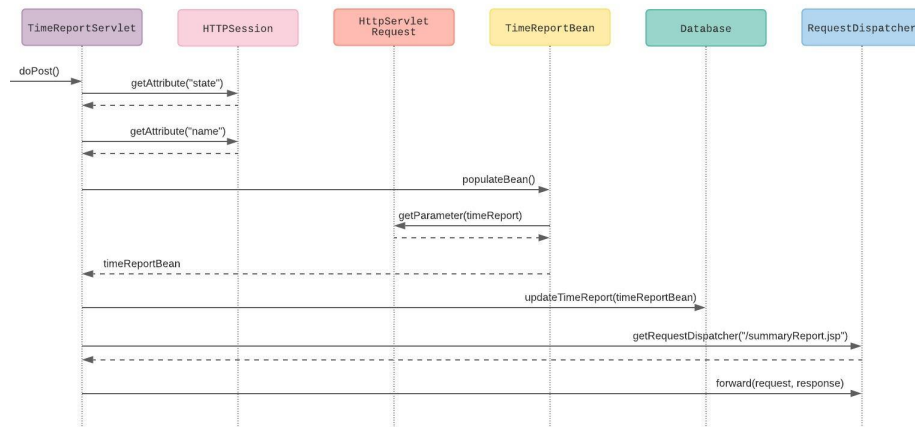 TimeReportServlet
HTTPSession
HttpServlet
Request
TimeReportBean
Database
RequestDispatcher
doPost()
getAttribute("state")
getAttribute("name")
populateBean()
getParameter(timeReport)
timeReportBean
updateTimeReport(timeReportBean)
getRequestDispatcher("/summaryReport.jsp")
forward(request, response)